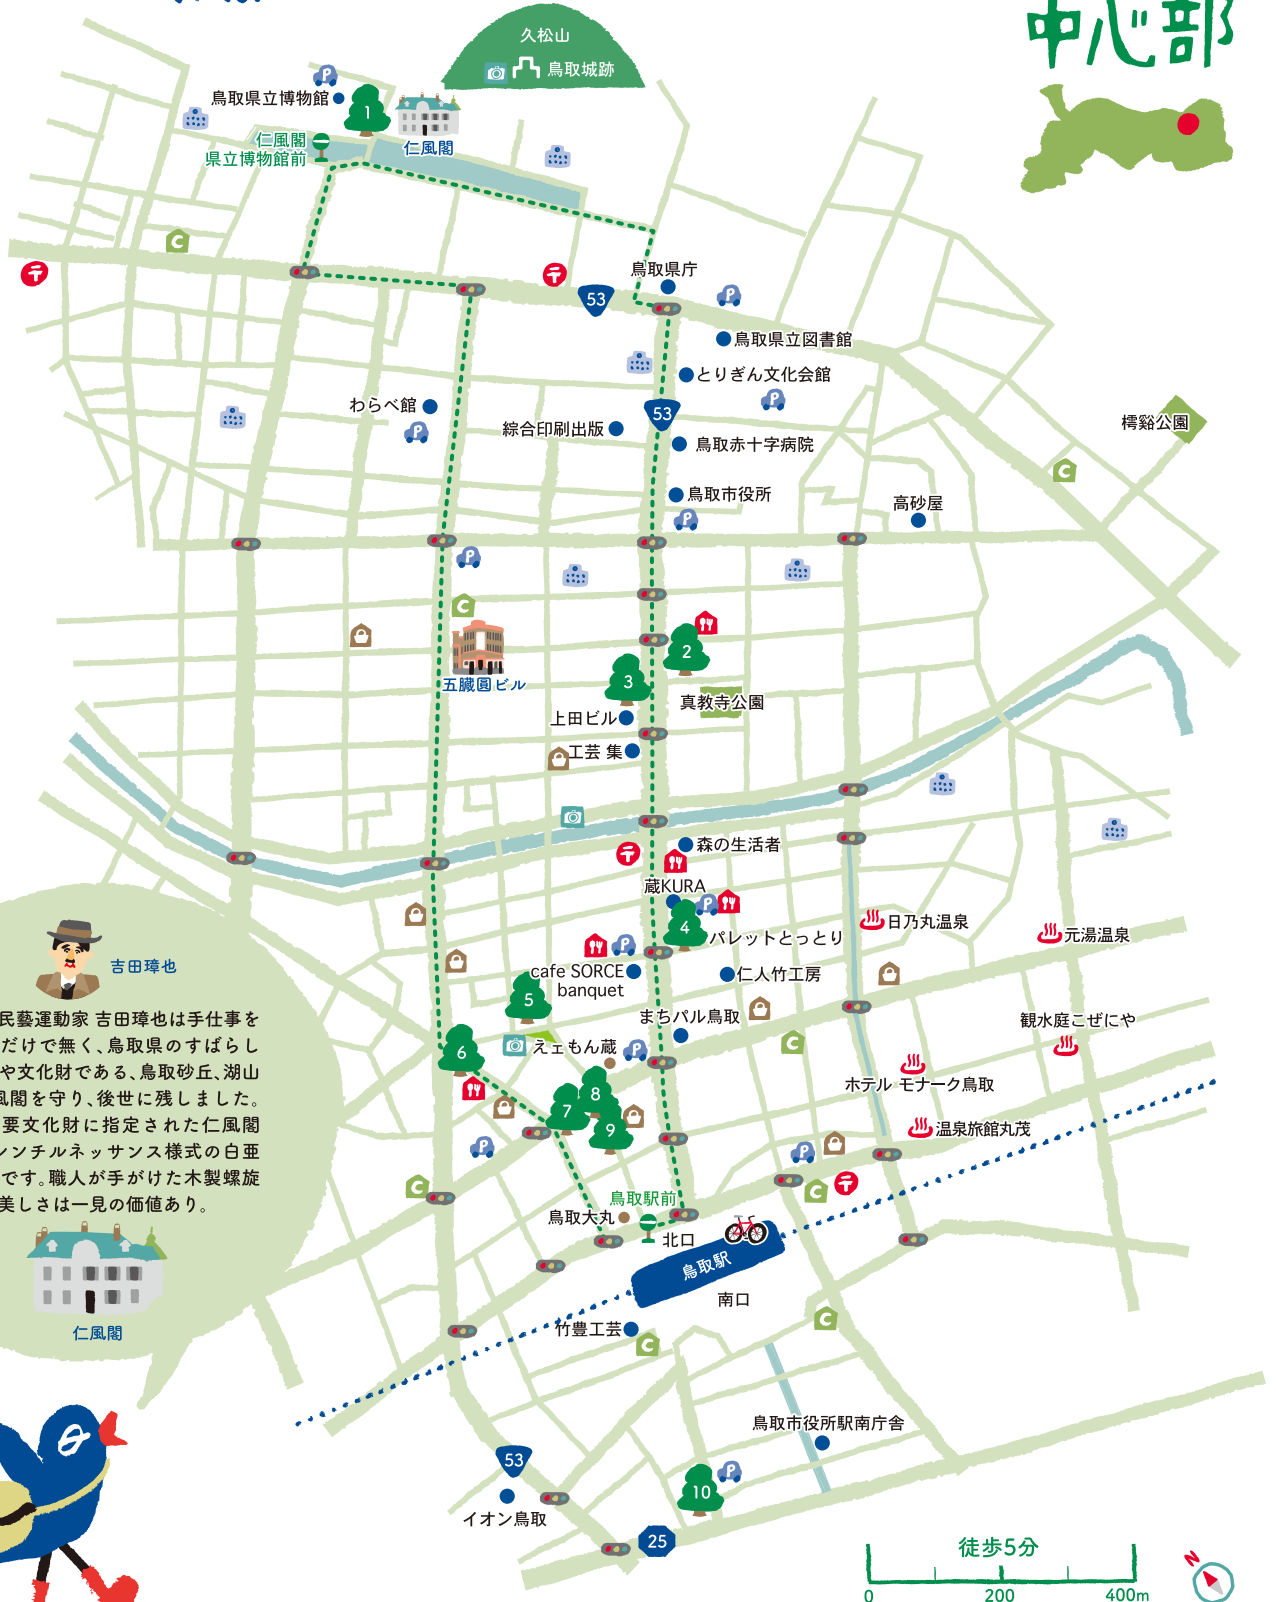 中心部
久松山
鳥取城跡
P
鳥取県立博物館
1
仁風閣
県立博物館前
仁風閣
C
〒
〒
鳥取県庁
53
P
鳥取県立図書館
とりぎん文化会館
P
わらべ館
P
53
綜合印刷出版
鳥取赤十字病院
樗谿公園
C
鳥取市役所
P
高砂屋
P
C
2
3
五臓圓ビル
真教寺公園
上田ビル
工芸 集
森の生活者
〒
蔵KURA
P
4
パレットとっとり
日乃丸温泉
元湯温泉
P
cafe SORCE
banquet
仁人竹工房
吉田璋也
5
まちパル鳥取
観水庭こぜにや
民藝運動家 吉田璋也は手仕事を
だけで無く、鳥取県のすばらし
や文化財である、鳥取砂丘、湖山
風閣を守り、後世に残しました。
要文化財に指定された仁風閣
レンチルネッサンス様式の白亜
です。職人が手がけた木製螺旋
美しさは一見の価値あり。
仁風閣
6
えエもん蔵
P
C
ホテル モナーク鳥取
7
8
9
温泉旅館丸茂
P
P
C
C
〒
鳥取駅前
鳥取大丸
北口
鳥取駅
南口
竹豊工芸
C
C
鳥取市役所駅南庁舎
53
イオン鳥取
10
P
25
徒歩5分
0
200
400m
N